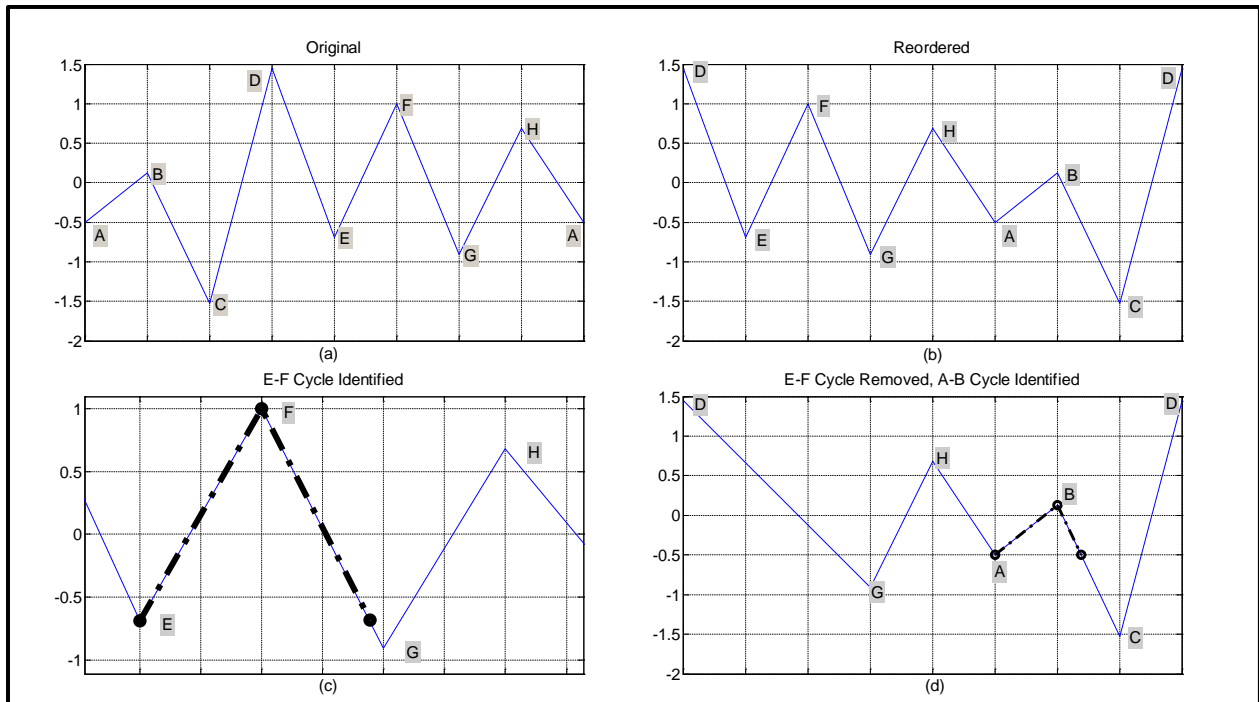 Original
1.5
1
0.5
0
-0.5
-1
-1.5
-2
A
B
C
D
E
F
G
H
A
(a)
Reordered
1.5
1
0.5
0
-0.5
-1
-1.5
-2
D
E
F
G
H
A
B
C
D
(b)
E-F Cycle Identified
1
0.5
0
-0.5
-1
E
F
G
H
(c)
E-F Cycle Removed, A-B Cycle Identified
1.5
1
0.5
0
-0.5
-1
-1.5
-2
D
G
H
A
B
C
D
(d)